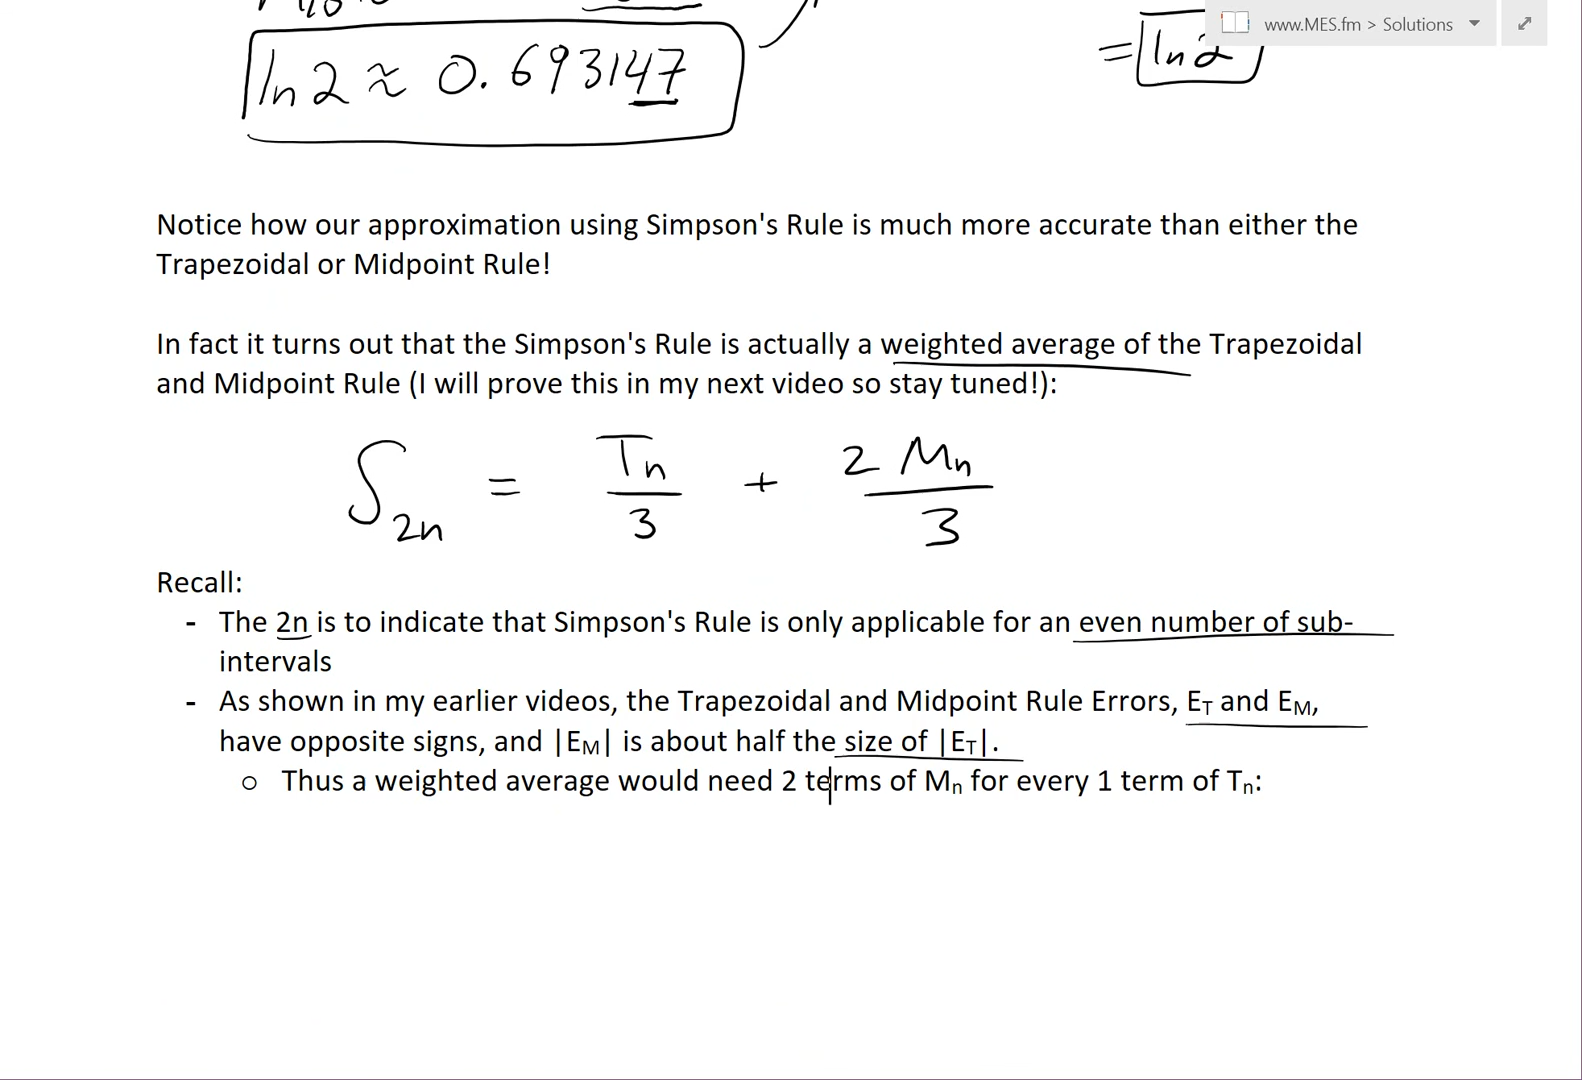 www.MES.fm > Solutions
= ln 2
ln 2 ≈ 0.693147
Notice how our approximation using Simpson's Rule is much more accurate than either the
Trapezoidal or Midpoint Rule!
In fact it turns out that the Simpson's Rule is actually a weighted average of the Trapezoidal
and Midpoint Rule (I will prove this in my next video so stay tuned!):
S2n = Tn/3 + 2 Mn/3
Recall:
- The 2n is to indicate that Simpson's Rule is only applicable for an even number of sub-
intervals
- As shown in my earlier videos, the Trapezoidal and Midpoint Rule Errors, ET and EM,
have opposite signs, and |EM| is about half the size of |ET|.
o Thus a weighted average would need 2 terms of Mn for every 1 term of Tn: